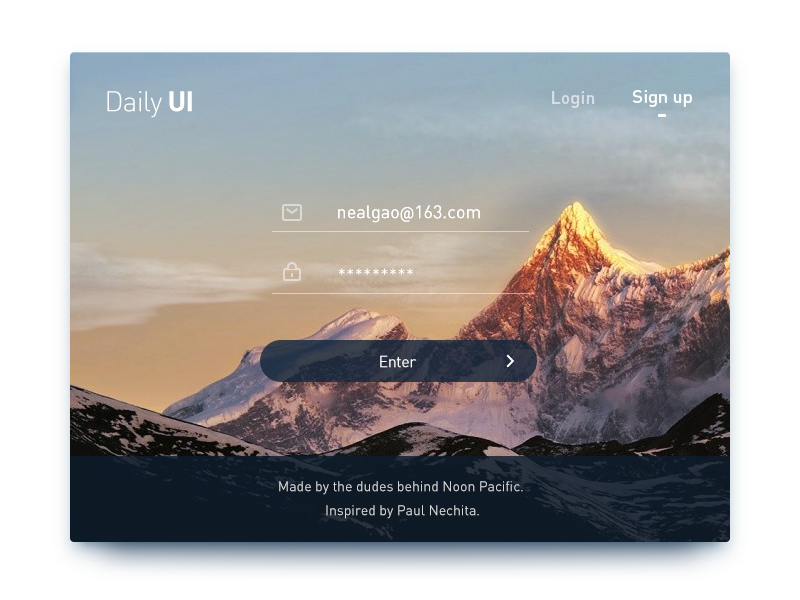 Daily UI
Login
Sign up
nealgao@163.com
*********
Enter
Made by the dudes behind Noon Pacific.
Inspired by Paul Nechita.